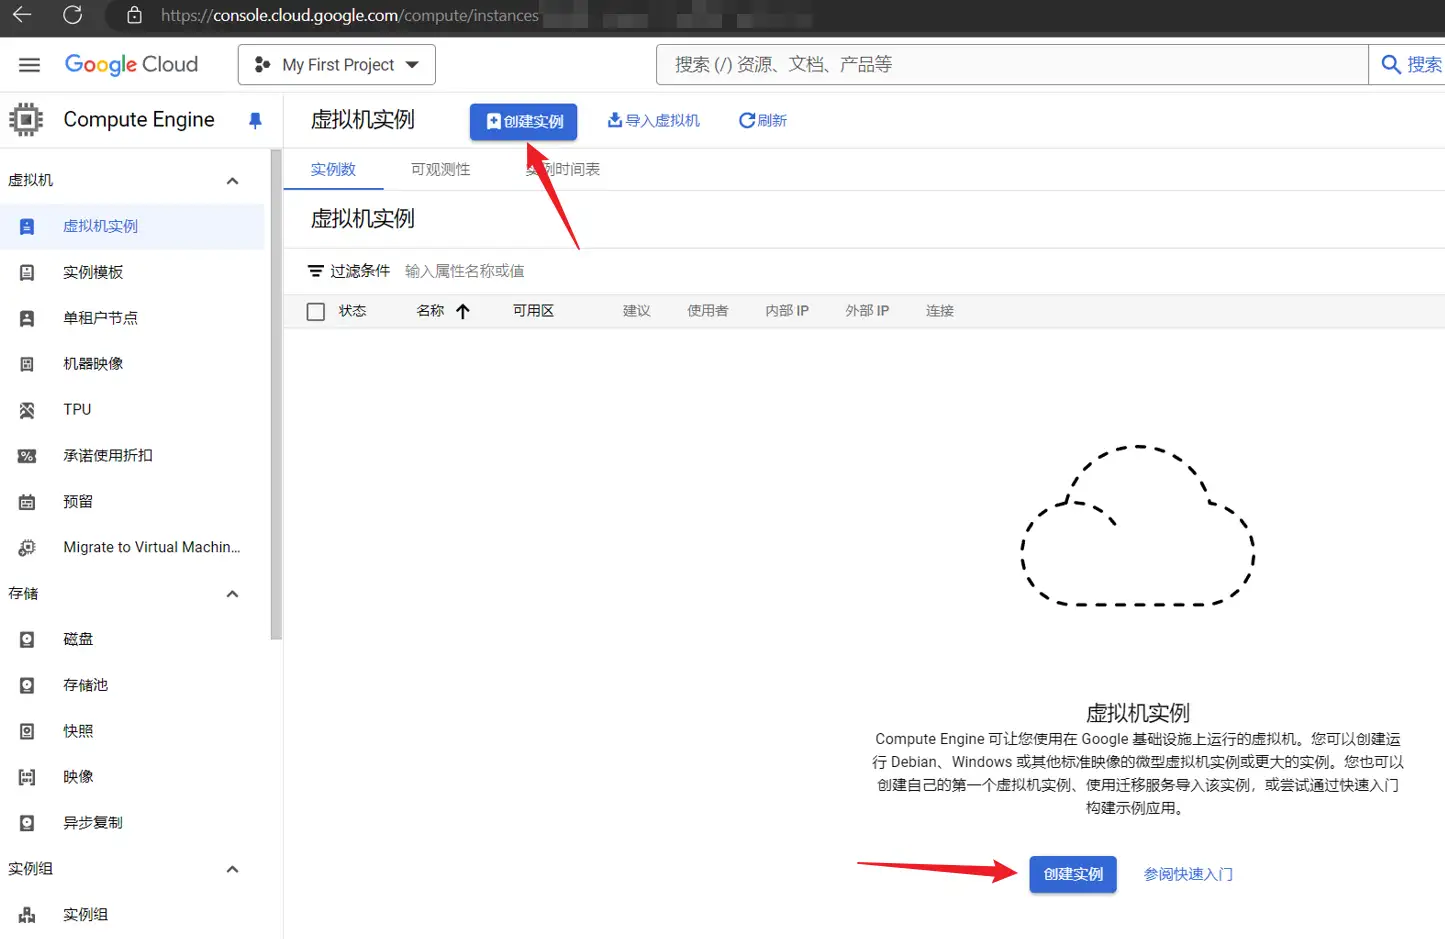 https://console.cloud.google.com/compute/instances
Google Cloud
My First Project
搜索 (/) 资源、文档、产品等
搜索
Compute Engine
虚拟机实例
创建实例
导入虚拟机
刷新
虚拟机
实例数
可观测性
例时间表
虚拟机实例
虚拟机实例
过滤条件
输入属性名称或值
实例模板
状态
名称
可用区
建议
使用者
内部 IP
外部 IP
连接
单租户节点
机器映像
TPU
承诺使用折扣
预留
Migrate to Virtual Machin...
存储
磁盘
存储池
快照
映像
异步复制
实例组
实例组
虚拟机实例
Compute Engine 可让您使用在 Google 基础设施上运行的虚拟机。您可以创建运
行 Debian、Windows 或其他标准映像的微型虚拟机实例或更大的实例。您也可以
创建自己的第一个虚拟机实例、使用迁移服务导入该实例，或尝试通过快速入门
构建示例应用。
创建实例
参阅快速入门